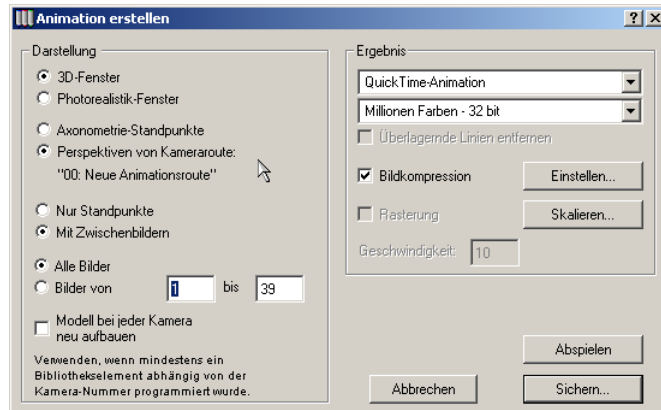 Animation erstellen
Darstellung
3D-Fenster
Photorealistik-Fenster
Axonometrie-Standpunkte
Perspektiven von Kameraroute:
"00: Neue Animationsroute"
Nur Standpunkte
Mit Zwischenbildern
Alle Bilder
Bilder von 1 bis 39
Modell bei jeder Kamera
neu aufbauen
Verwenden, wenn mindestens ein
Bibliothekselement abhängig von der
Kamera-Nummer programmiert wurde.
Ergebnis
QuickTime-Animation
Millionen Farben - 32 bit
Überlagernde Linien entfernen
Bildkompression
Einstellen...
Rasterung
Skalieren...
Geschwindigkeit: 10
Abspielen
Abbrechen
Sichern...